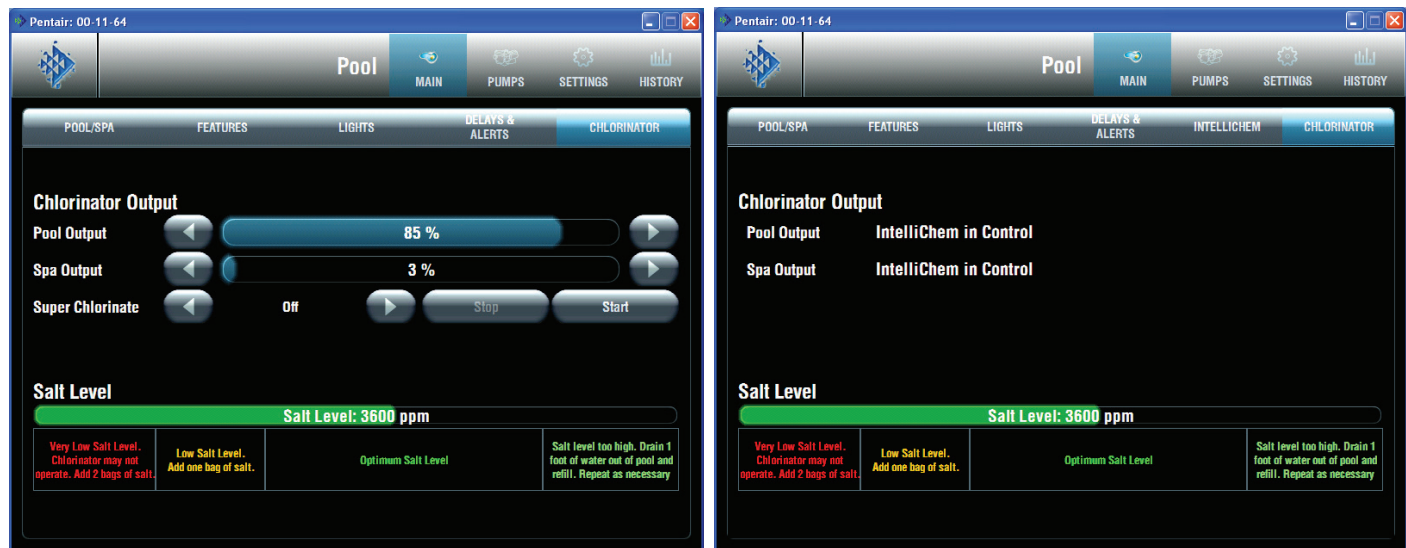 Pentair: 00-11-64
Pool
MAIN
PUMPS
SETTINGS
HISTORY
POOL/SPA
FEATURES
LIGHTS
DELAYS &
ALERTS
CHLORINATOR
Chlorinator Output
Pool Output
85 %
Spa Output
3 %
Super Chlorinate
Off
Stop
Start
Salt Level
Salt Level: 3600 ppm
Very Low Salt Level.
Chlorinator may not
operate. Add 2 bags of salt.
Low Salt Level.
Add one bag of salt.
Optimum Salt Level
Salt level too high. Drain 1
foot of water out of pool and
refill. Repeat as necessary
Pentair: 00-11-64
Pool
MAIN
PUMPS
SETTINGS
HISTORY
POOL/SPA
FEATURES
LIGHTS
DELAYS &
ALERTS
INTELLICHEM
CHLORINATOR
Chlorinator Output
Pool Output
IntelliChem in Control
Spa Output
IntelliChem in Control
Salt Level
Salt Level: 3600 ppm
Very Low Salt Level.
Chlorinator may not
operate. Add 2 bags of salt.
Low Salt Level.
Add one bag of salt.
Optimum Salt Level
Salt level too high. Drain 1
foot of water out of pool and
refill. Repeat as necessary